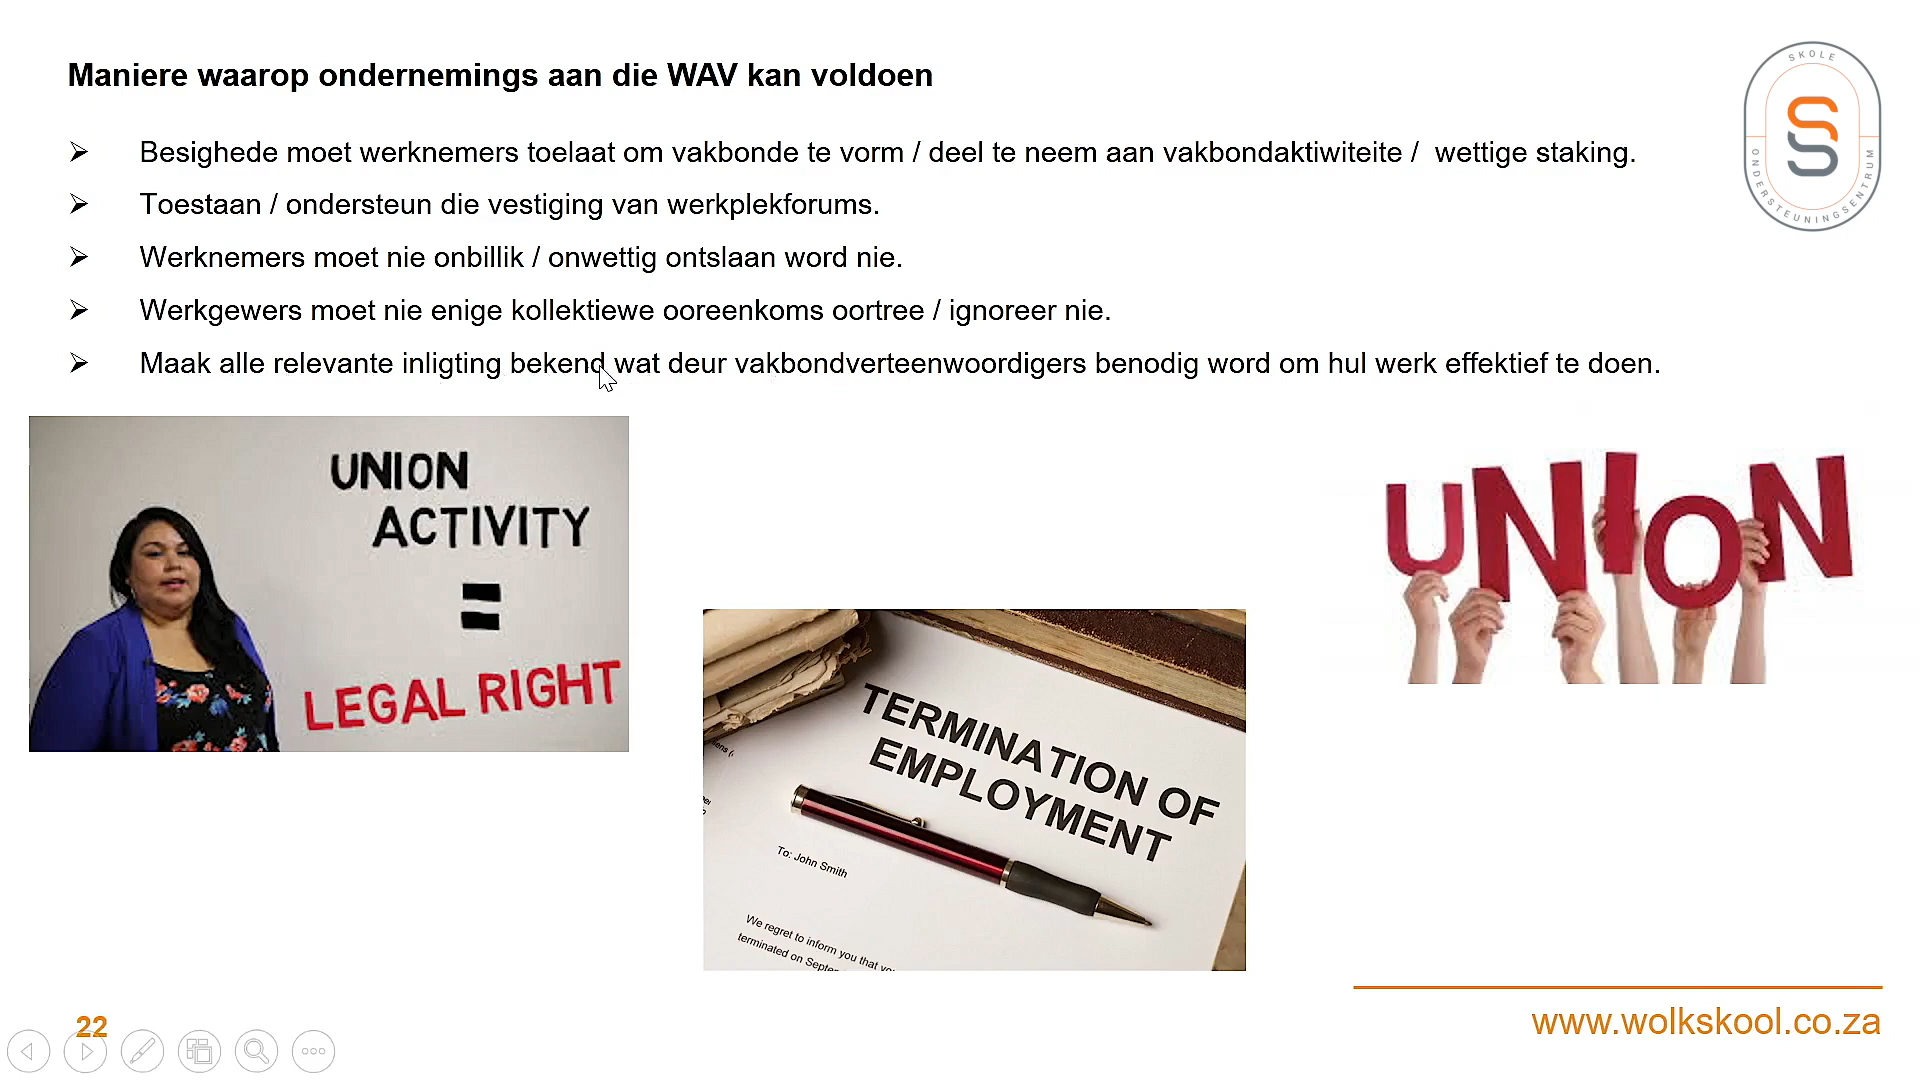 Maniere waarop ondernemings aan die WAV kan voldoen
SKOLE
ONDERSTEUNINGSENTRUM
Besighede moet werknemers toelaat om vakbonde te vorm / deel te neem aan vakbondaktiwiteite / wettige staking.
Toestaan / ondersteun die vestiging van werkplekforums.
Werknemers moet nie onbillik / onwettig ontslaan word nie.
Werkgewers moet nie enige kollektiewe ooreenkoms oortree / ignoreer nie.
Maak alle relevante inligting bekend wat deur vakbondverteenwoordigers benodig word om hul werk effektief te doen.
UNION
ACTIVITY
=
LEGAL RIGHT
UNION
TERMINATION OF
EMPLOYMENT
To: John Smith
We regret to inform you that
terminated on
22
www.wolkskool.co.za